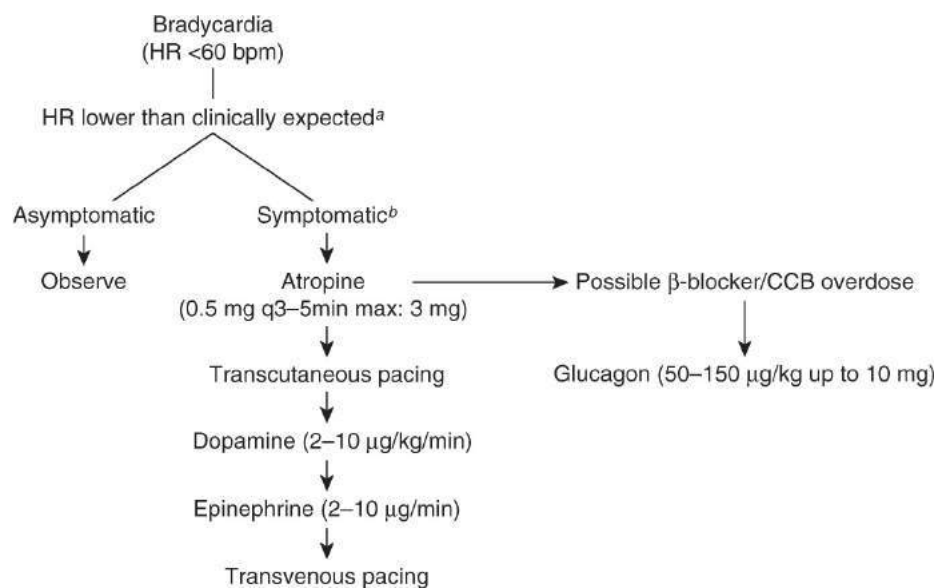 Bradycardia
(HR <60 bpm)
HR lower than clinically expectedᵃ
Asymptomatic
Symptomaticᵇ
Observe
Atropine
(0.5 mg q3–5min max: 3 mg)
Possible β-blocker/CCB overdose
Transcutaneous pacing
Glucagon (50–150 μg/kg up to 10 mg)
Dopamine (2–10 μg/kg/min)
Epinephrine (2–10 μg/min)
Transvenous pacing